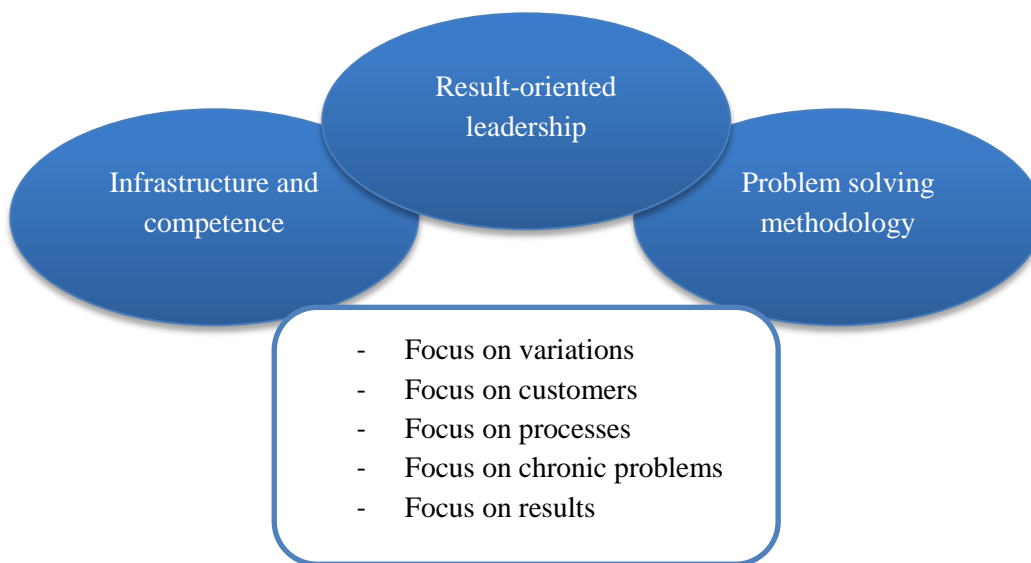 Result-oriented
leadership
Infrastructure and
competence
Problem solving
methodology
- Focus on variations
- Focus on customers
- Focus on processes
- Focus on chronic problems
- Focus on results